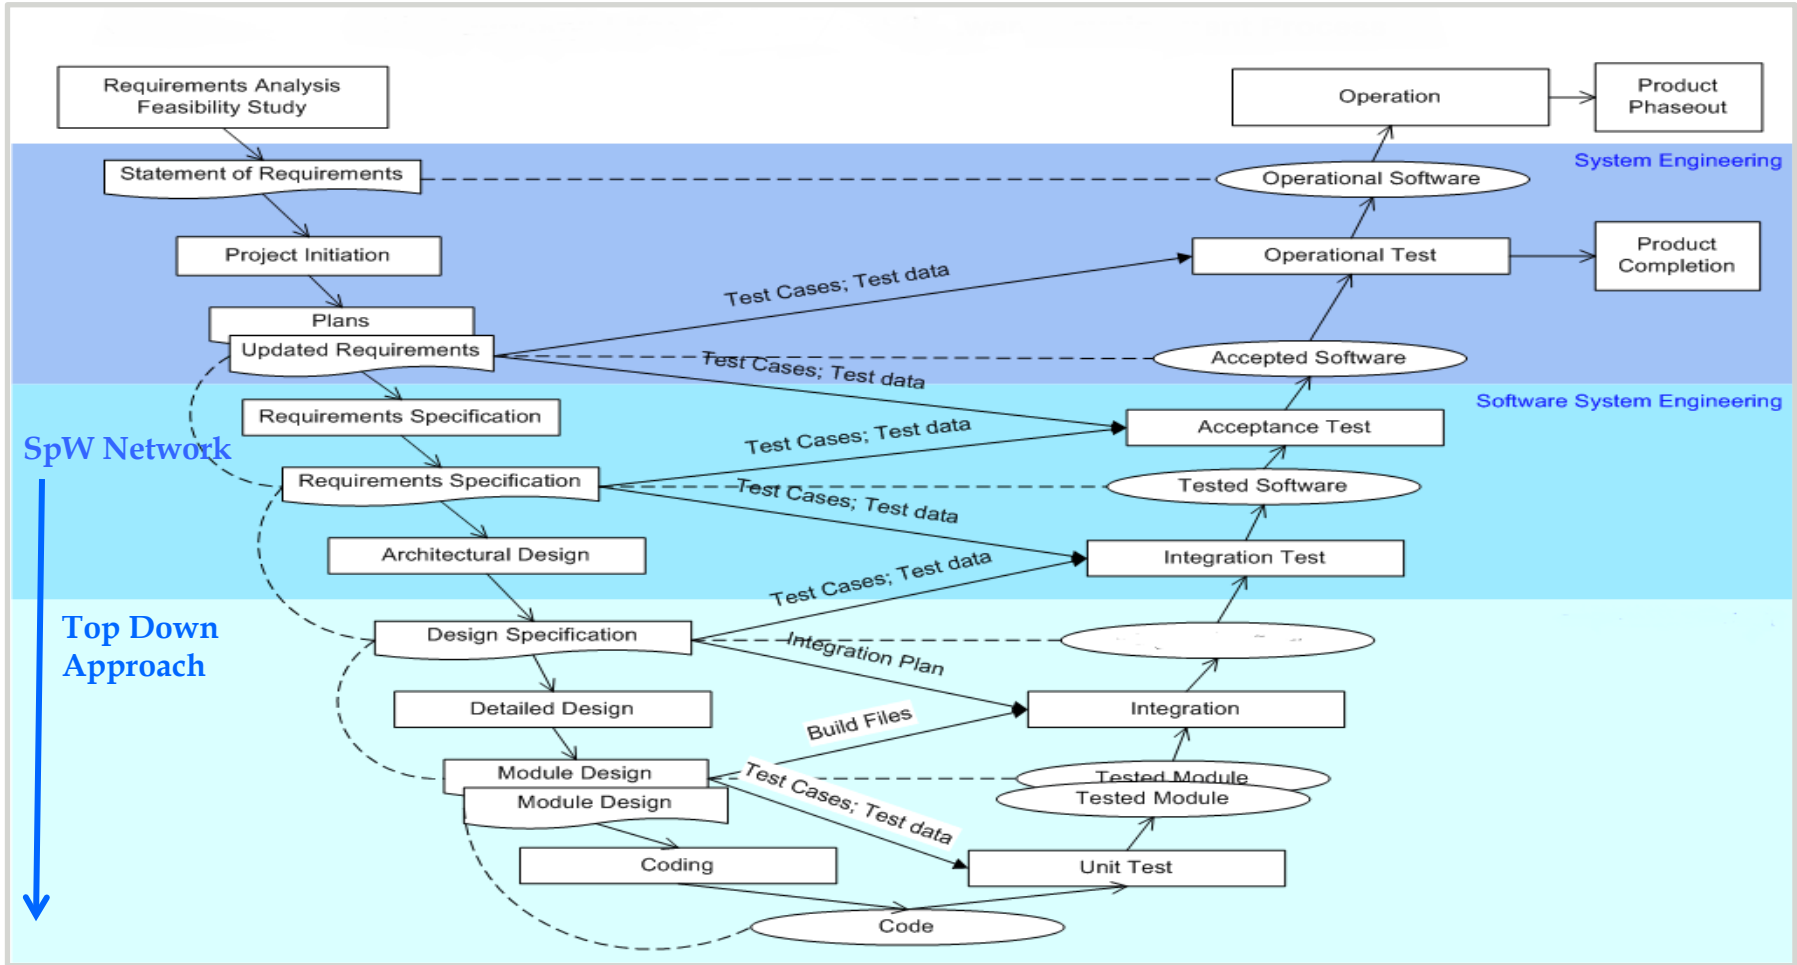 Requirements Analysis
Feasibility Study
Operation
Product
Phaseout
System Engineering
Statement of Requirements
Operational Software
Project Initiation
Operational Test
Product
Completion
Test Cases; Test data
Plans
Updated Requirements
Accepted Software
Test Cases; Test data
Software System Engineering
Requirements Specification
Acceptance Test
Test Cases; Test data
SpW Network
Requirements Specification
Tested Software
Test Cases; Test data
Architectural Design
Integration Test
Test Cases; Test data
Top Down
Approach
Design Specification
Integration Plan
Detailed Design
Integration
Build Files
Module Design
Tested Module
Test Cases; Test data
Module Design
Tested Module
Coding
Unit Test
Code